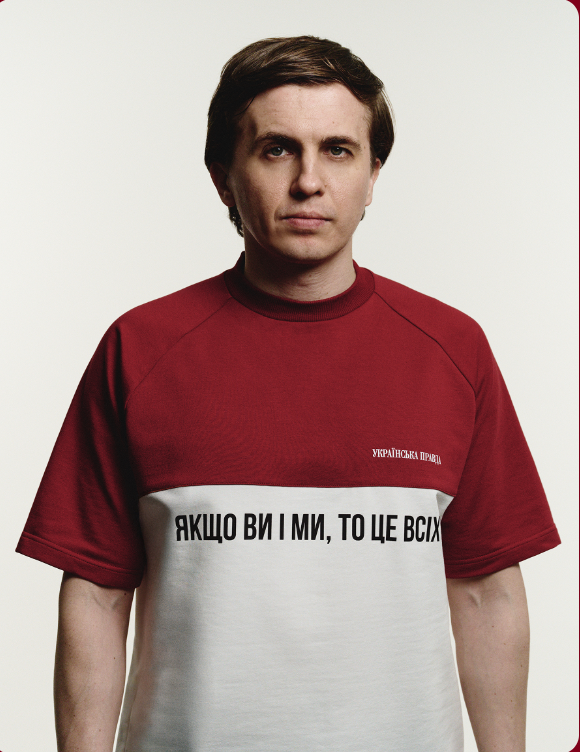 УКРАЇНСЬКА ПРАВДА
ЯКЩО ВИ І МИ, ТО ЦЕ ВСІХ